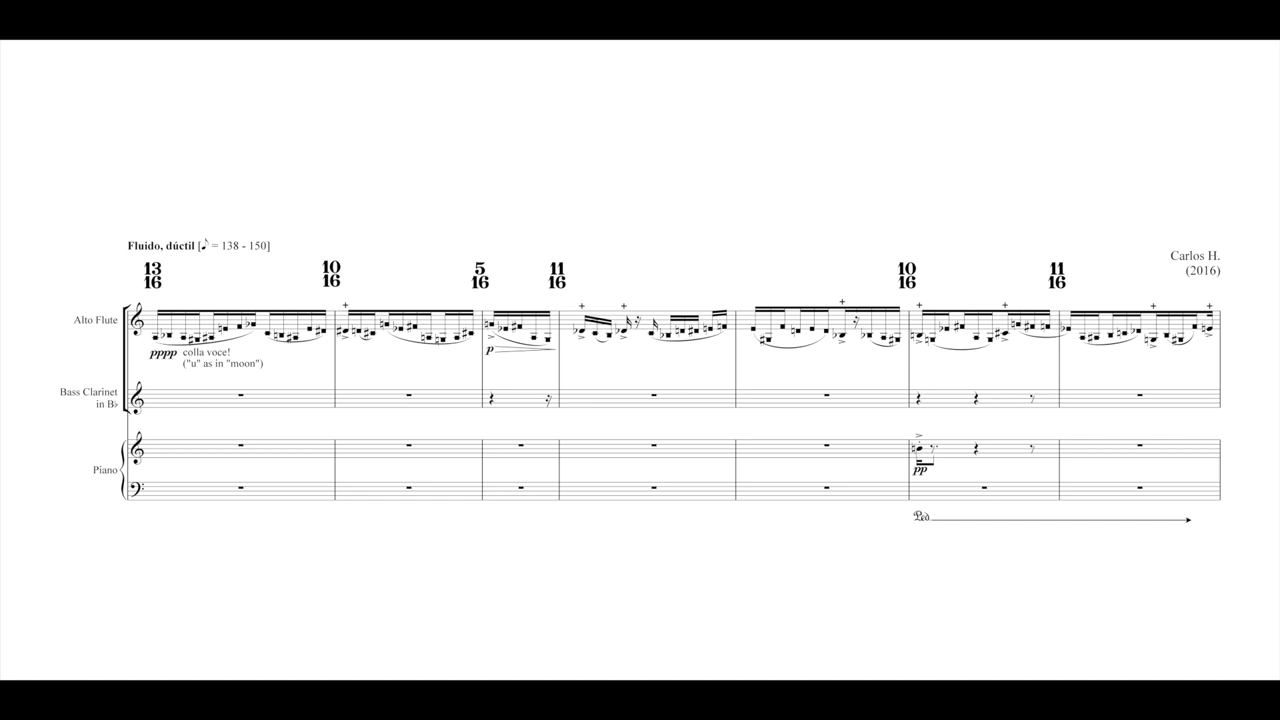 Fluido, dúctil [♪ = 138 - 150]
Carlos H.
(2016)
13 10 5 11 10 11
16 16 16 16 16 16
Alto Flute
pppp colla voce!
("u" as in "moon")
p
Bass Clarinet
in B♭
Piano
pp
Ped